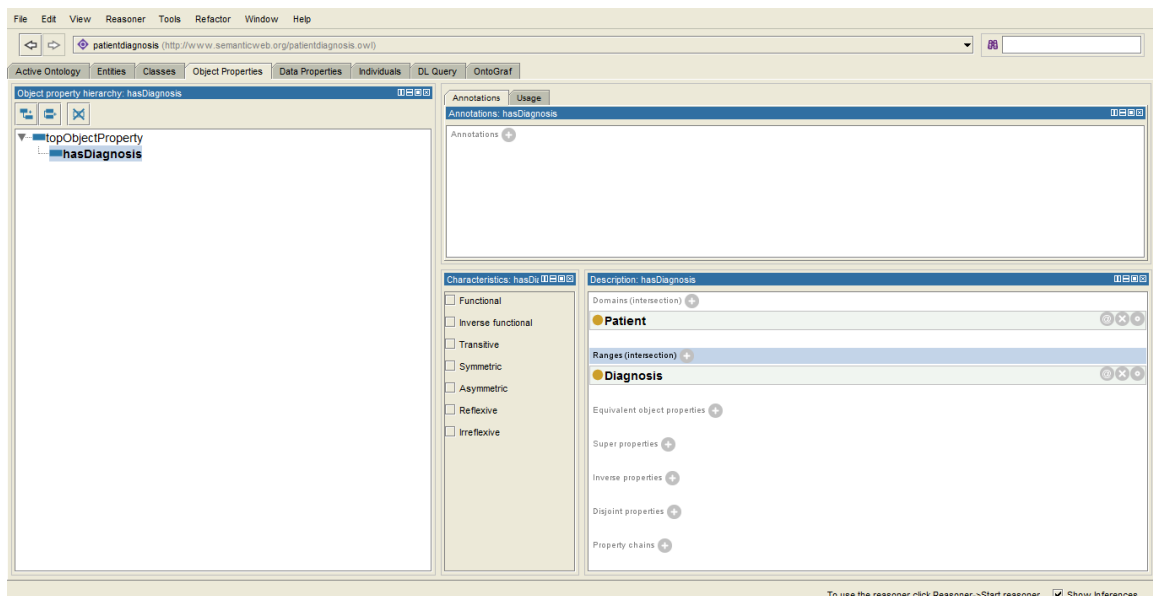 File Edit View Reasoner Tools Refactor Window Help
patientdiagnosis (http://www.semanticweb.org/patientdiagnosis.owl)
Active Ontology Entities Classes Object Properties Data Properties Individuals DL Query OntoGraf
Object property hierarchy: hasDiagnosis
topObjectProperty
hasDiagnosis
Annotations Usage
Annotations: hasDiagnosis
Annotations
Characteristics: hasDi
Functional
Inverse functional
Transitive
Symmetric
Asymmetric
Reflexive
Irreflexive
Description: hasDiagnosis
Domains (intersection)
Patient
Ranges (intersection)
Diagnosis
Equivalent object properties
Super properties
Inverse properties
Disjoint properties
Property chains
To use the reasoner click Reasoner->Start reasoner Show Inferences